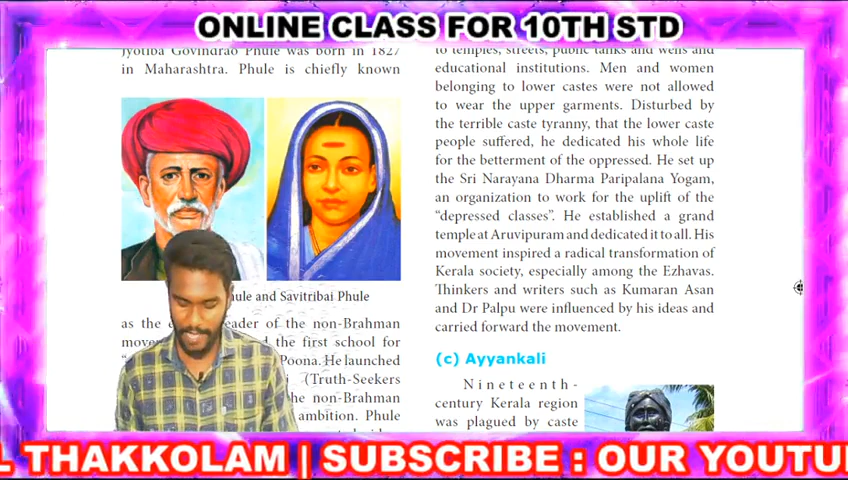 ONLINE CLASS FOR 10TH STD
Jyotiba Govindrao Phule was born in 1827
in Maharashtra. Phule is chiefly known
hule and Savitribai Phule
as the eader of the non-Brahman
move d the first school for
Poona. He launched
i (Truth-Seekers
he non-Brahman
ambition. Phule
to temples, streets, public tanks and wells and
educational institutions. Men and women
belonging to lower castes were not allowed
to wear the upper garments. Disturbed by
the terrible caste tyranny, that the lower caste
people suffered, he dedicated his whole life
for the betterment of the oppressed. He set up
the Sri Narayana Dharma Paripalana Yogam,
an organization to work for the uplift of the
“depressed classes”. He established a grand
temple at Aruvipuram and dedicated it to all. His
movement inspired a radical transformation of
Kerala society, especially among the Ezhavas.
Thinkers and writers such as Kumaran Asan
and Dr Palpu were influenced by his ideas and
carried forward the movement.
(c) Ayyankali
Nineteenth-
century Kerala region
was plagued by caste
L THAKKOLAM | SUBSCRIBE : OUR YOUTU